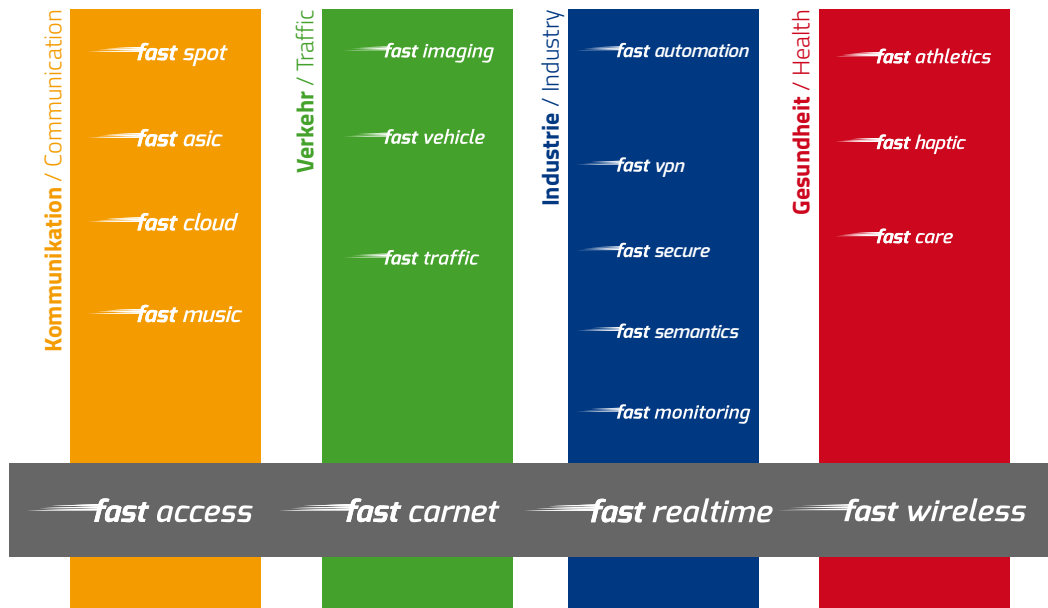 Kommunikation / Communication
fast spot
fast asic
fast cloud
fast music
Verkehr / Traffic
fast imaging
fast vehicle
fast traffic
Industrie / Industry
fast automation
fast vpn
fast secure
fast semantics
fast monitoring
Gesundheit / Health
fast athletics
fast haptic
fast care
fast access
fast carnet
fast realtime
fast wireless